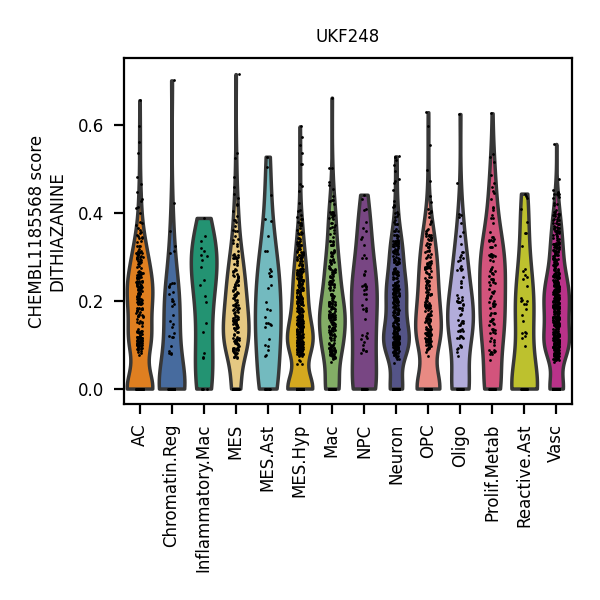 UKF248
CHEMBL1185568 score
DITHIAZANINE
0.6
0.4
0.2
0.0
AC
Chromatin.Reg
Inflammatory.Mac
MES
MES.Ast
MES.Hyp
Mac
NPC
Neuron
OPC
Oligo
Prolif.Metab
Reactive.Ast
Vasc